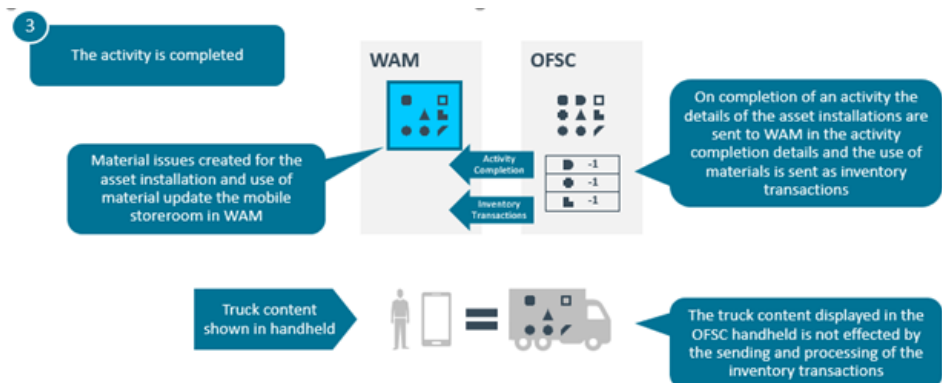 3
The activity is completed
WAM
OFSC
On completion of an activity the
details of the asset installations are
sent to WAM in the activity
completion details and the use of
materials is sent as inventory
transactions
Material issues created for the
asset installation and use of
material update the mobile
storeroom in WAM
Activity
Completion
-1
-1
-1
Inventory
Transactions
Truck content
shown in handheld
The truck content displayed in the
OFSC handheld is not effected by
the sending and processing of the
inventory transactions